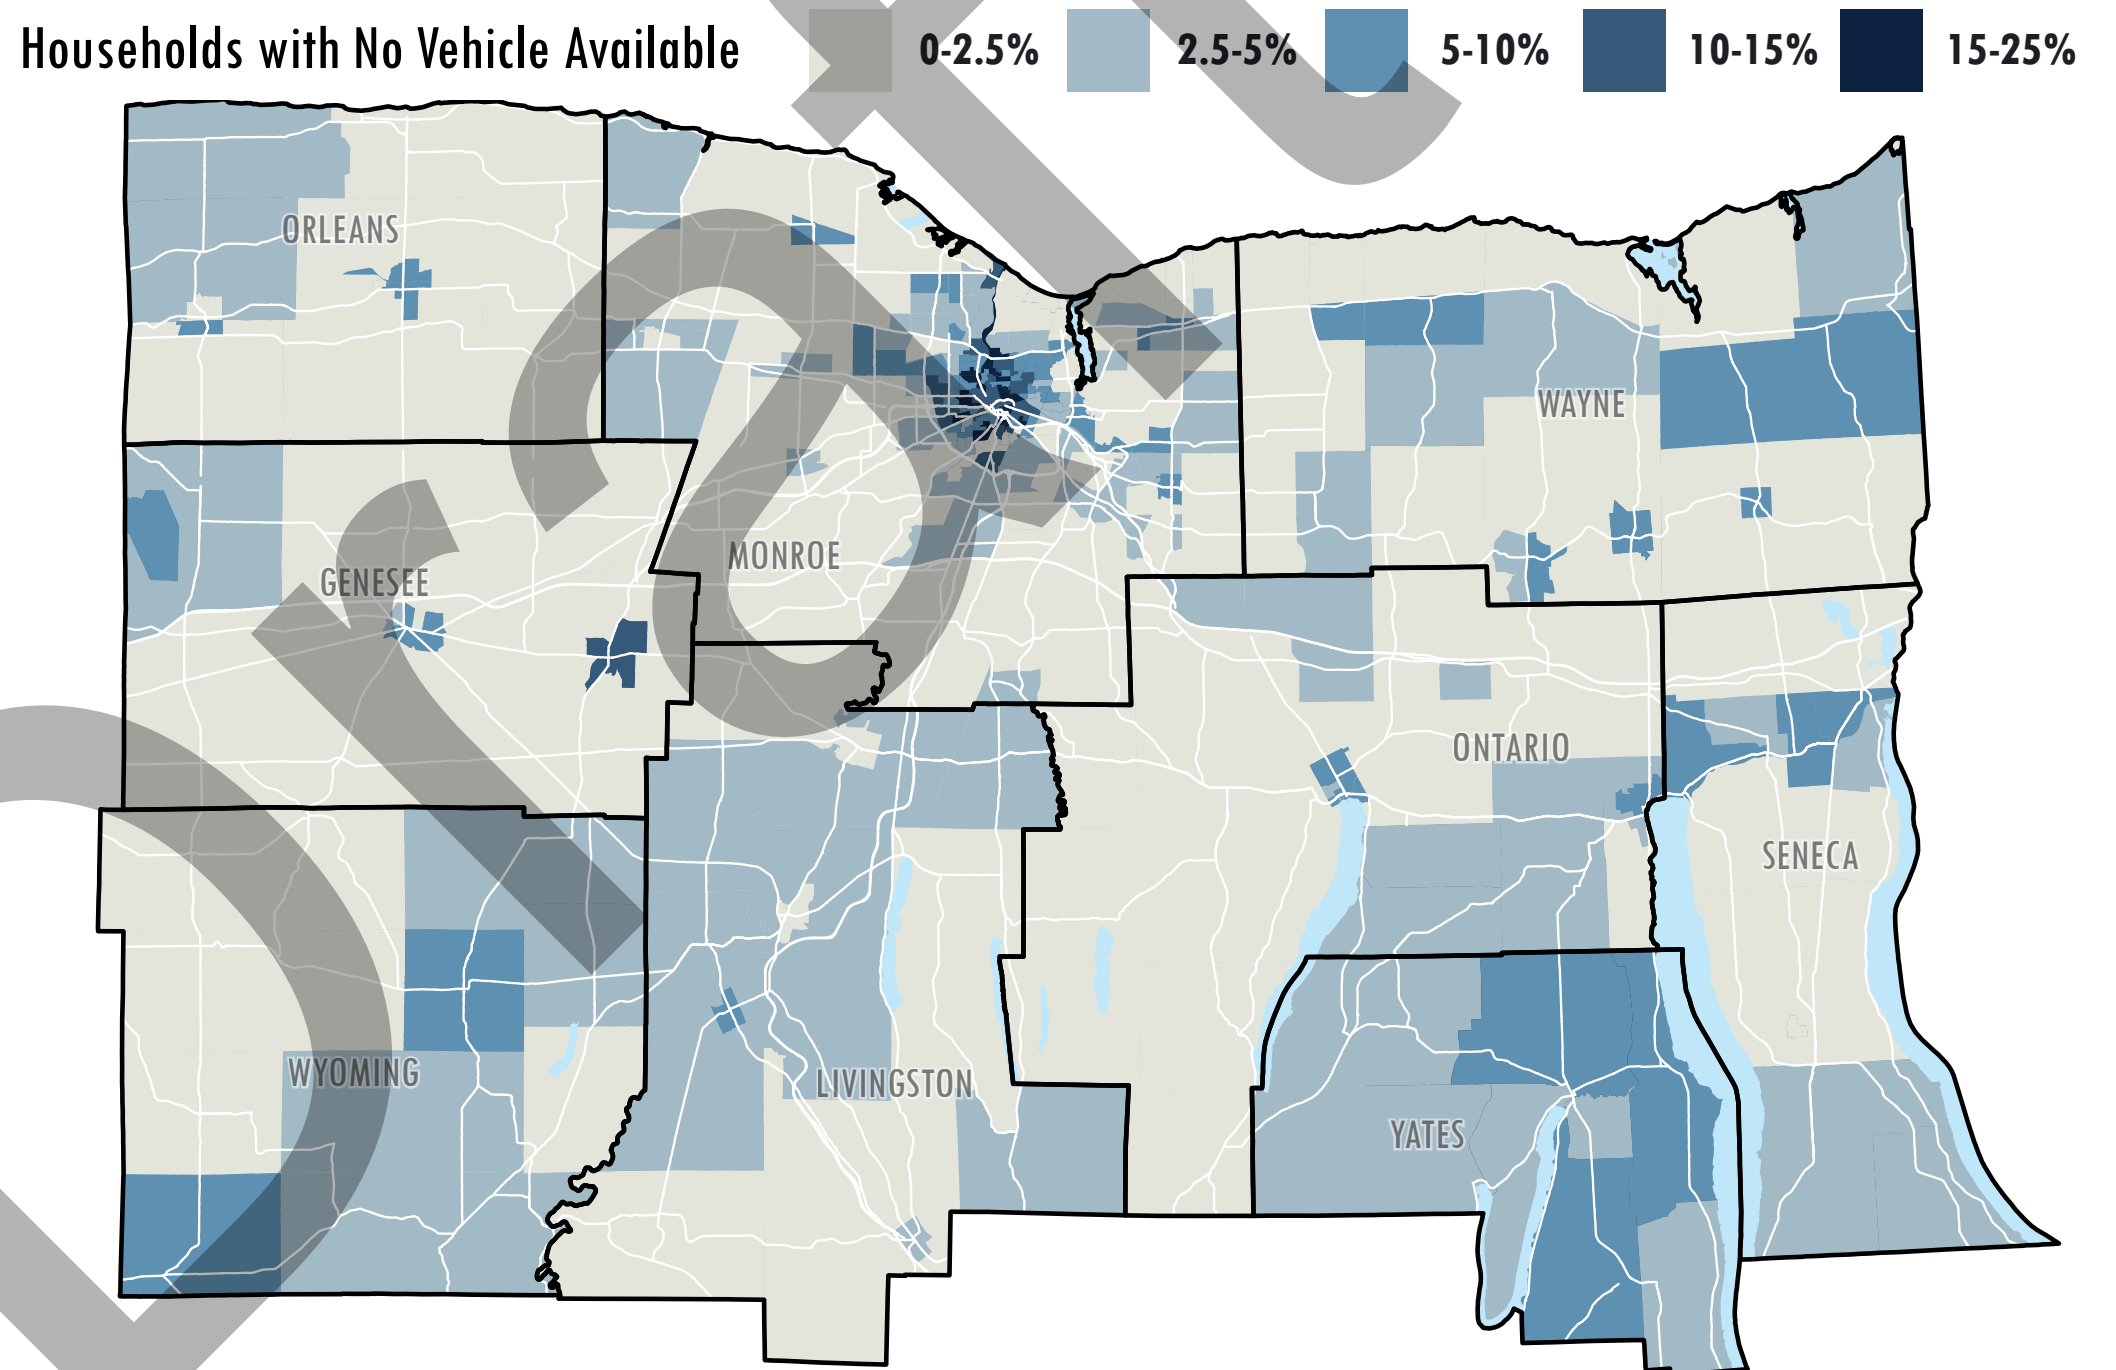 Households with No Vehicle Available
0-2.5%
2.5-5%
5-10%
10-15%
15-25%
ORLEANS
WAYNE
MONROE
GENESEE
ONTARIO
SENECA
WYOMING
LIVINGSTON
YATES